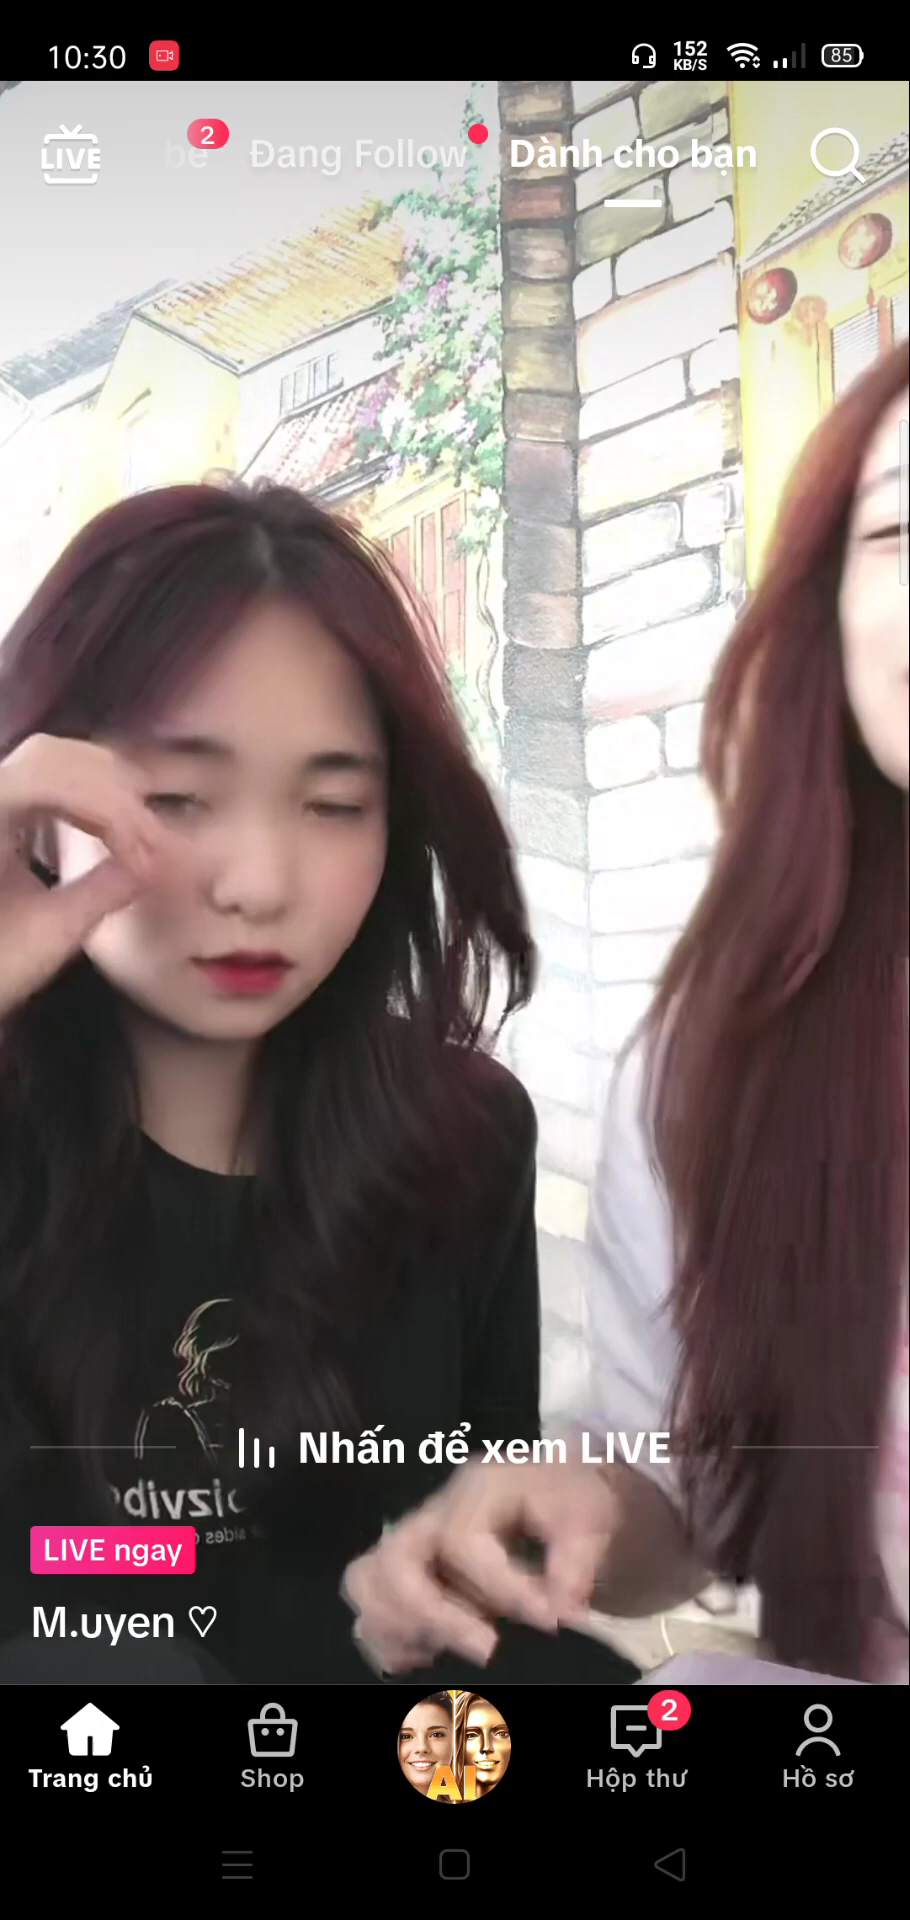 10:30
152
KB/S
85
LIVE
bè
2
Đang Follow
Dành cho bạn
Nhấn để xem LIVE
LIVE ngay
M.uyen ♡
AI
2
Trang chủ
Shop
Hộp thư
Hồ sơ